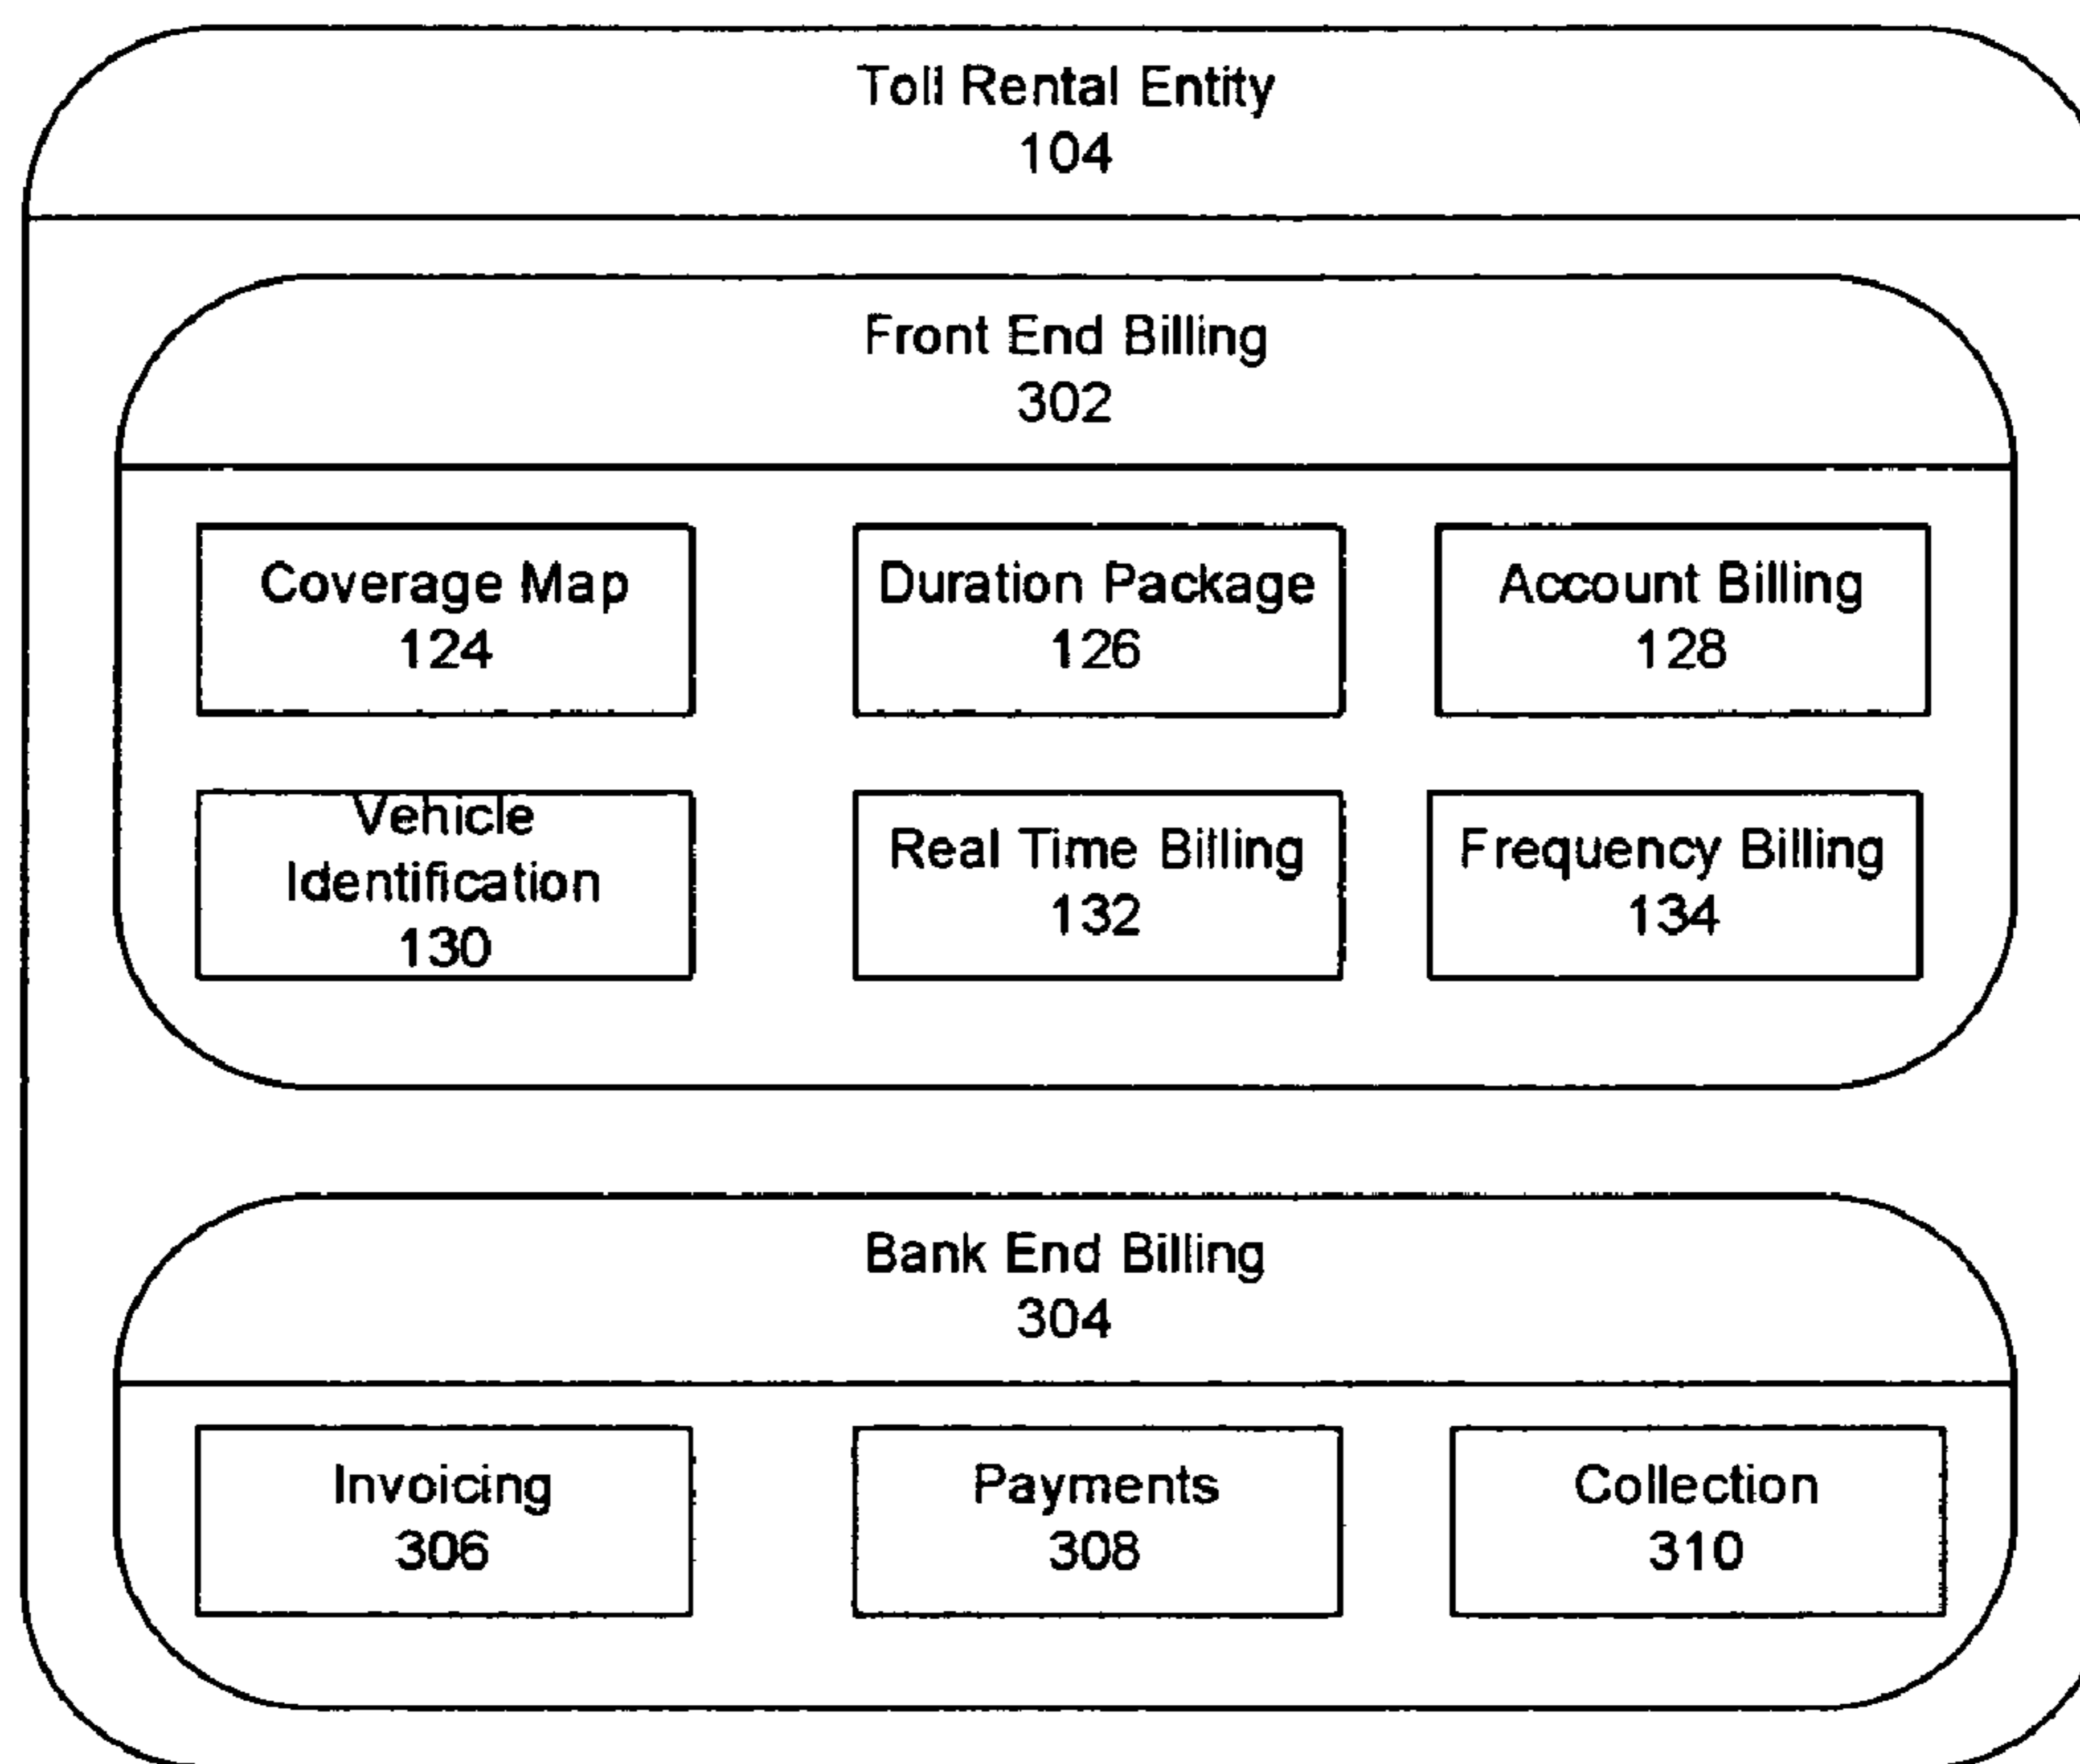 Toll Rental Entity
104
Front End Billing
302
Coverage Map
124
Duration Package
126
Account Billing
128
Vehicle
Identification
130
Real Time Billing
132
Frequency Billing
134
Bank End Billing
304
Invoicing
306
Payments
308
Collection
310